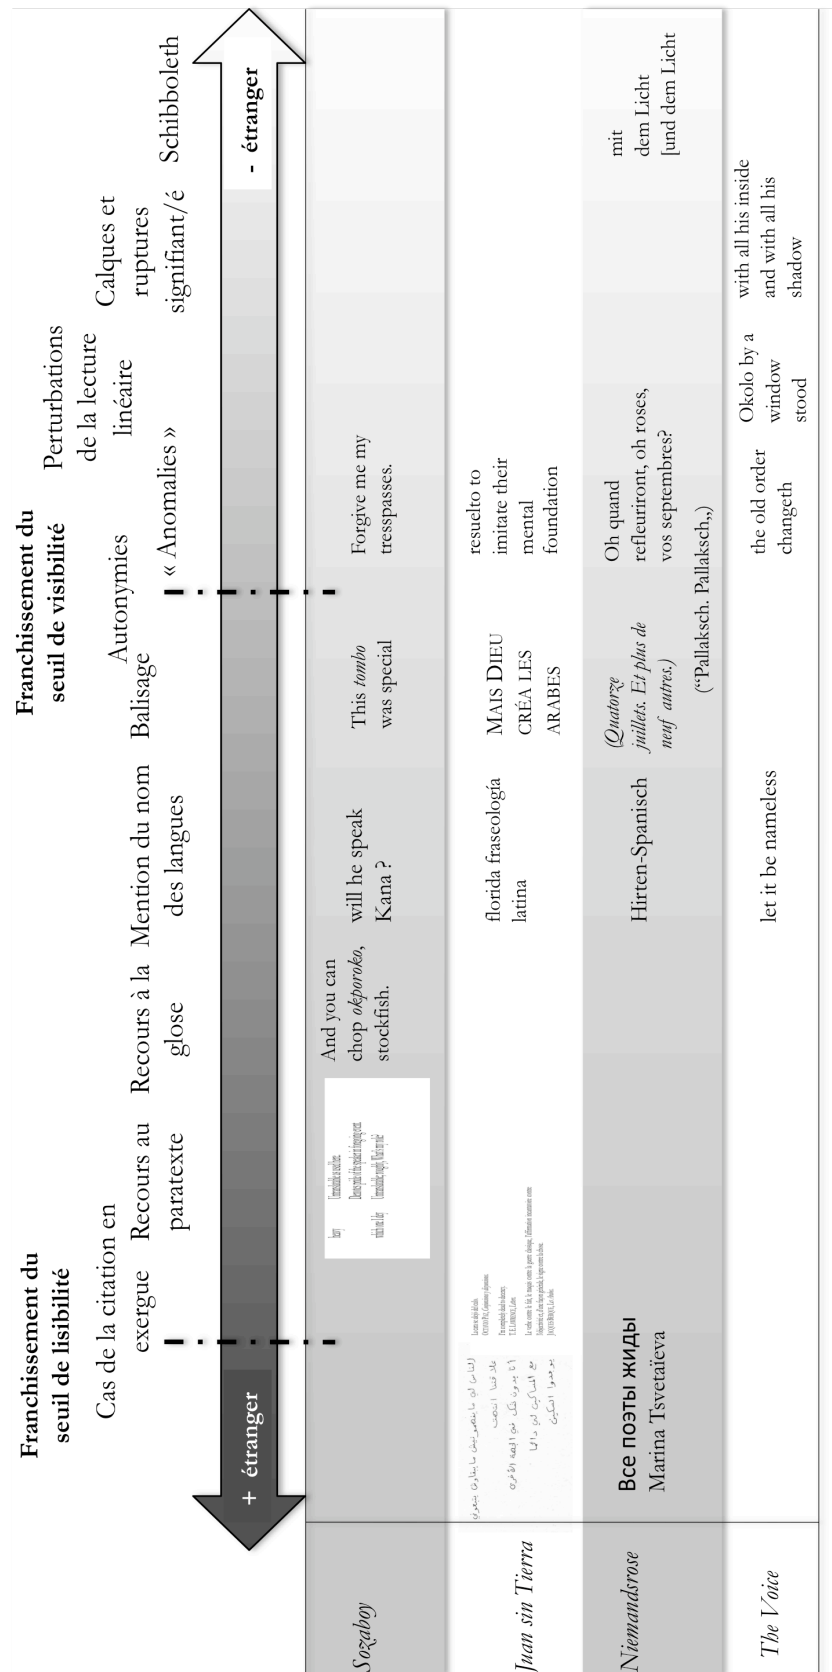 Franchissement du
seuil de lisibilité
Franchissement du
seuil de visibilité
Cas de la citation en
exergue
Recours au
paratexte
Recours à la
glose
Mention du nom
des langues
Balisage
Autonymies
« Anomalies »
Perturbations
de la lecture
linéaire
Calques et
ruptures
signifiant/é
Schibboleth
+ étranger
- étranger
Sozaboy
And you can
chop okporoko,
stockfish.
will he speak
Kana ?
This tombo
was special
Forgive me my
tresspasses.
Juan sin Tierra
florida fraseología
latina
MAIS DIEU
CRÉA LES
ARABES
resuelto to
imitate their
mental
foundation
Niemandsrose
Все поэты жиды
Marina Tsvetaïeva
Hirten-Spanisch
(Quatorze
juillets. Et plus de
neuf autres.)
(“Pallaksch. Pallaksch„)
Oh quand
refleuriront, oh roses,
vos septembres?
mit
dem Licht
[und dem Licht
The Voice
let it be nameless
the old order
changeth
Okolo by a
window
stood
with all his inside
and with all his
shadow